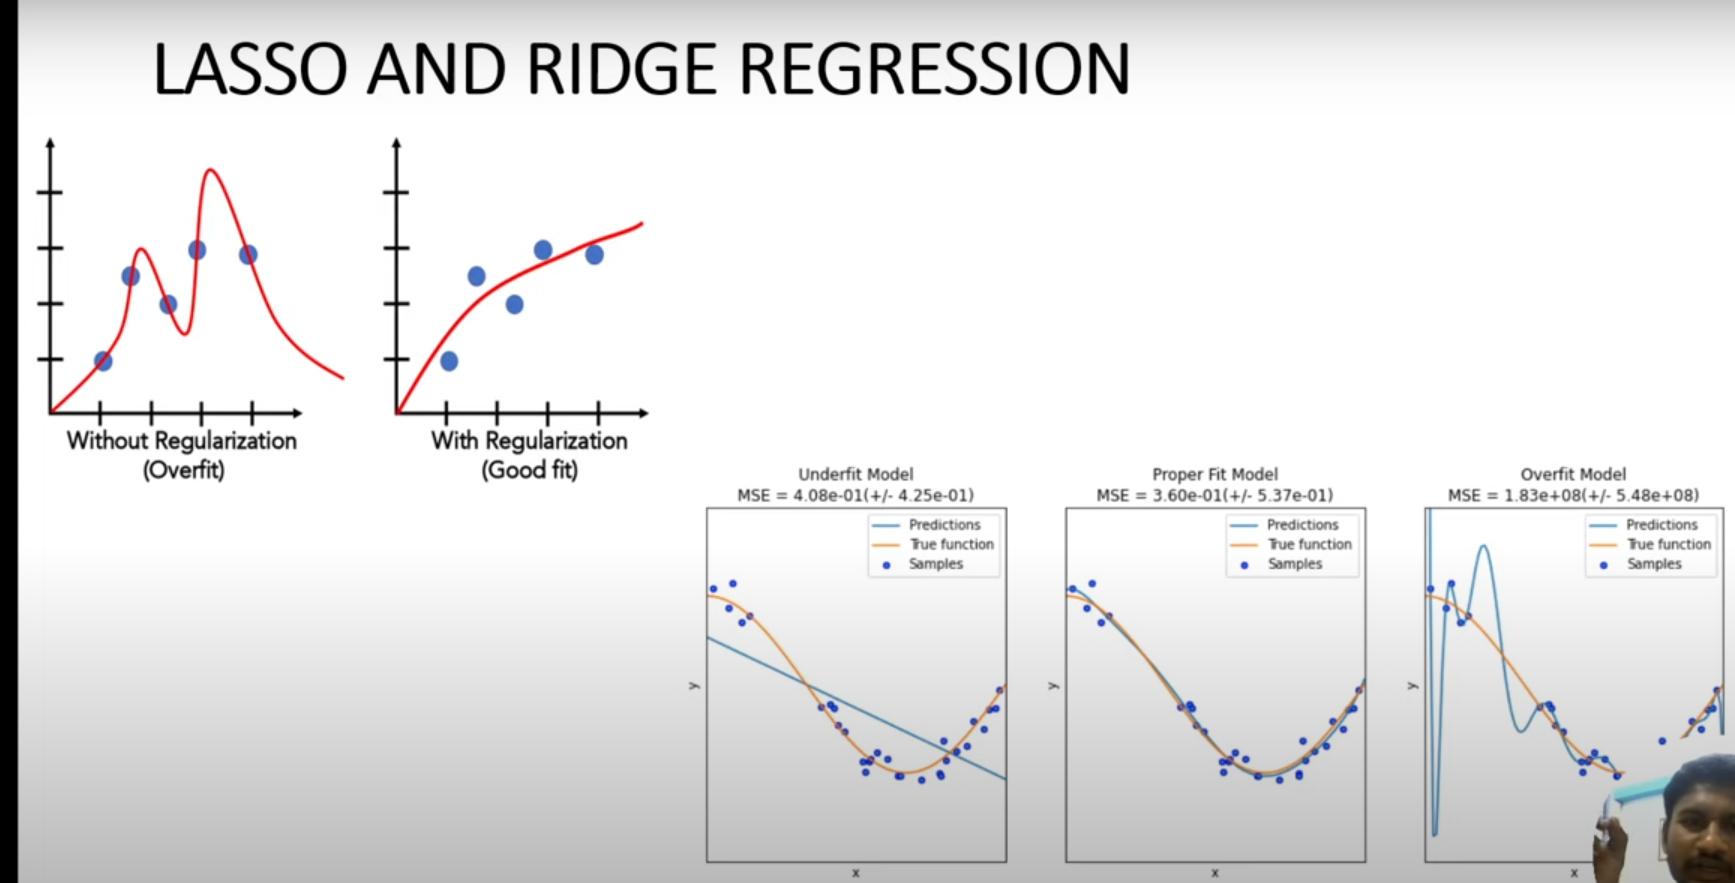 LASSO AND RIDGE REGRESSION
Without Regularization
(Overfit)
With Regularization
(Good fit)
Underfit Model
MSE = 4.08e-01(+/- 4.25e-01)
Predictions
True function
Samples
y
x
Proper Fit Model
MSE = 3.60e-01(+/- 5.37e-01)
Predictions
True function
Samples
y
x
Overfit Model
MSE = 1.83e+08(+/- 5.48e+08)
Predictions
True function
Samples
y
x